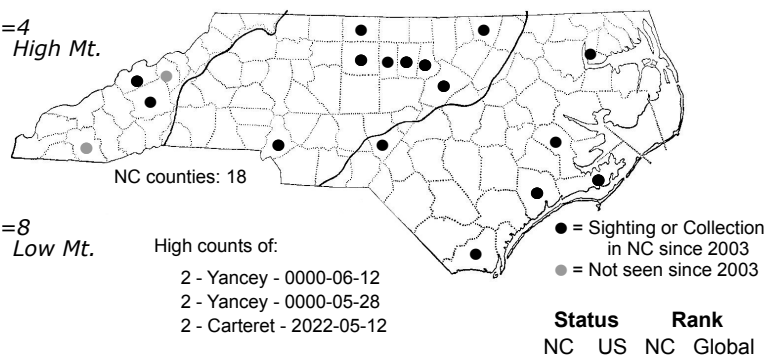 =4
High Mt.
NC counties: 18
=8
Low Mt.
High counts of:
2 - Yancey - 0000-06-12
2 - Yancey - 0000-05-28
2 - Carteret - 2022-05-12
● = Sighting or Collection
in NC since 2003
● = Not seen since 2003
Status Rank
NC US NC Global